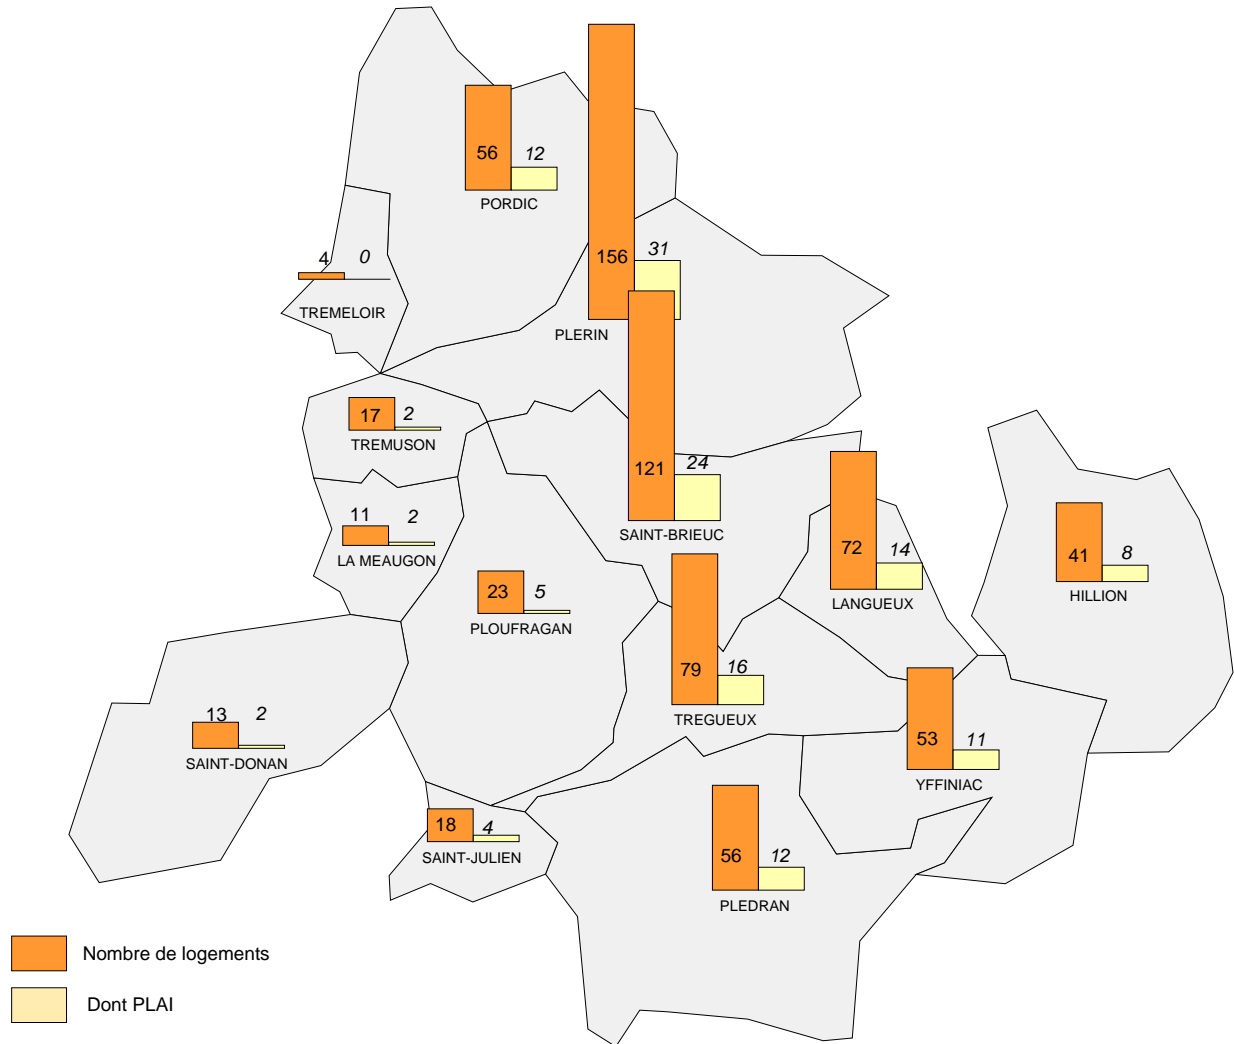 56 12
PORDIC
4 0
TREMELOIR
156 31
PLERIN
17 2
TREMUSON
121 24
SAINT-BRIEUC
11 2
LA MEAUGON
72 14
LANGUEUX
41 8
HILLION
23 5
PLOUFRAGAN
79 16
TREGUEUX
13 2
SAINT-DONAN
53 11
YFFINIAC
18 4
SAINT-JULIEN
56 12
PLEDRAN
Nombre de logements
Dont PLAI